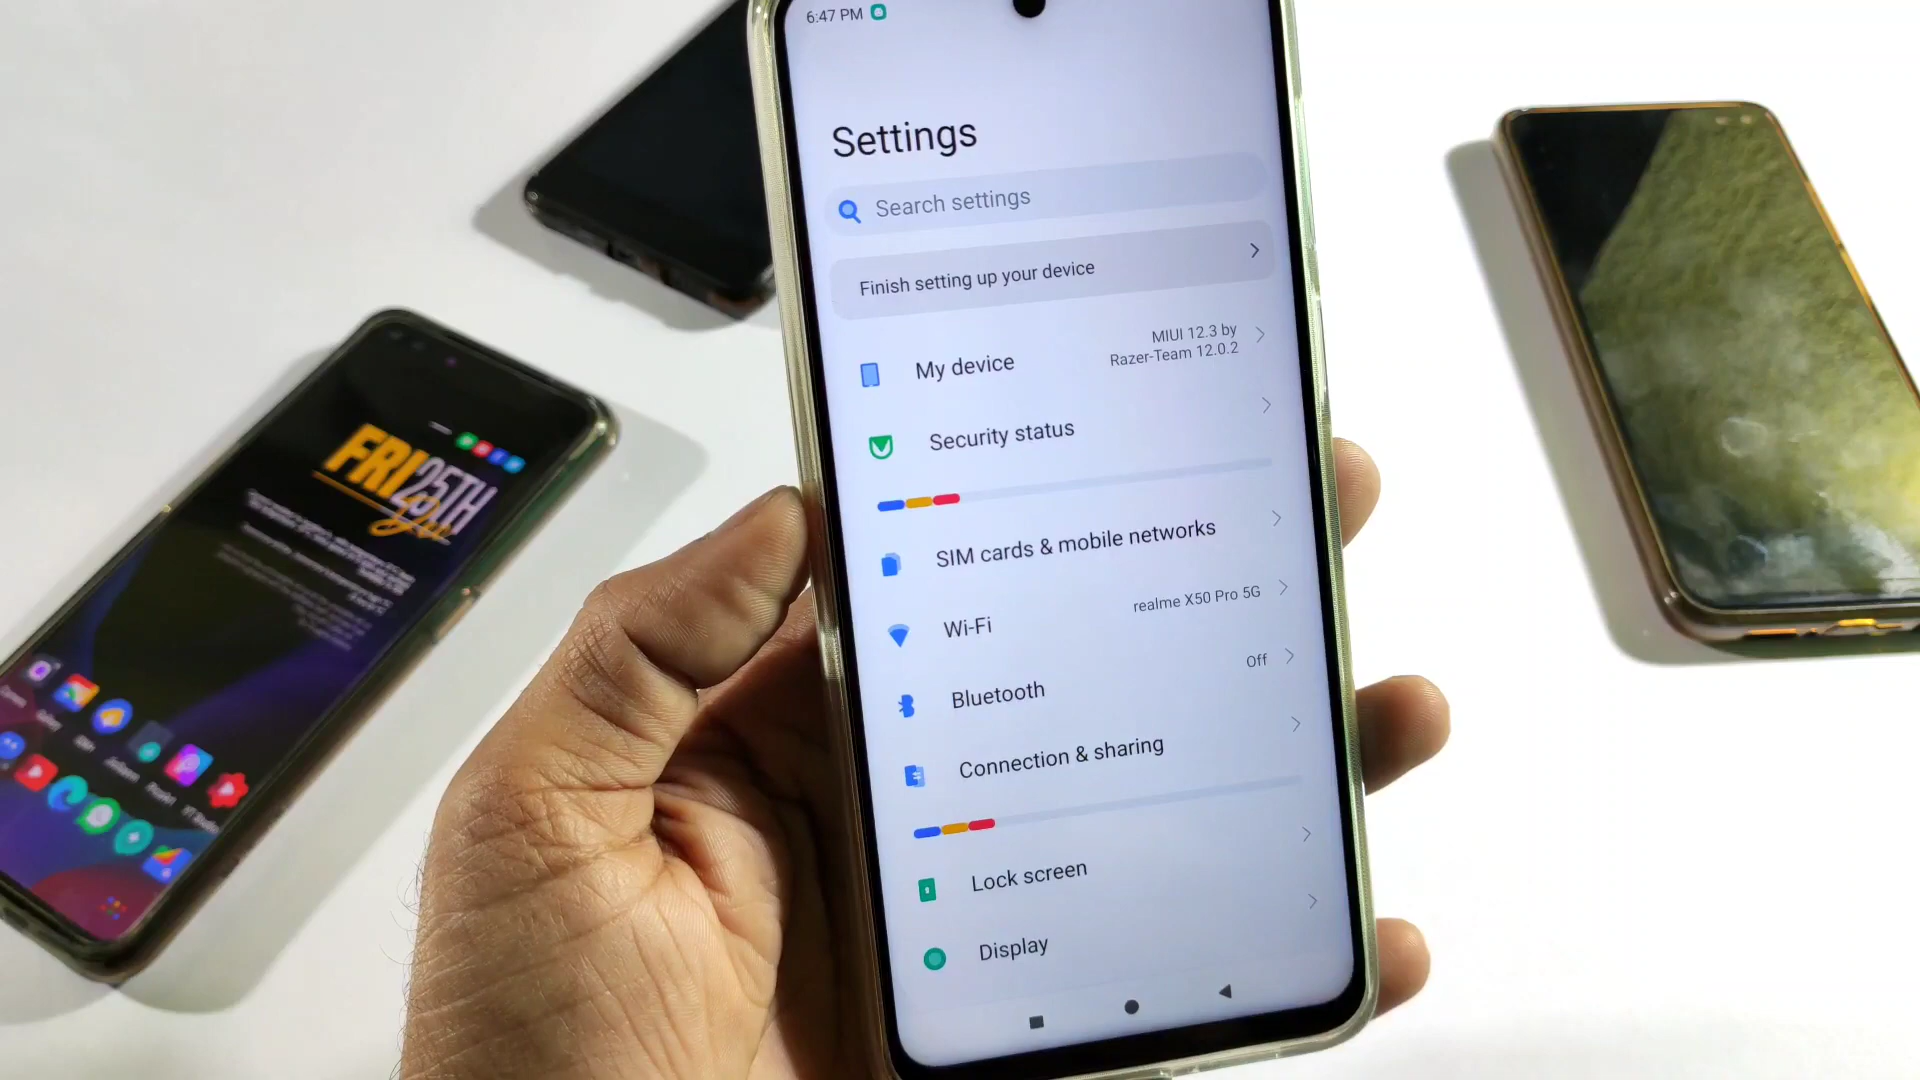 6:47 PM
Settings
Search settings
Finish setting up your device
My device
MIUI 12.3 by
Razer-Team 12.0.2
Security status
SIM cards & mobile networks
Wi-Fi
realme X50 Pro 5G
Bluetooth
Off
Connection & sharing
Lock screen
Display
FRI
25TH